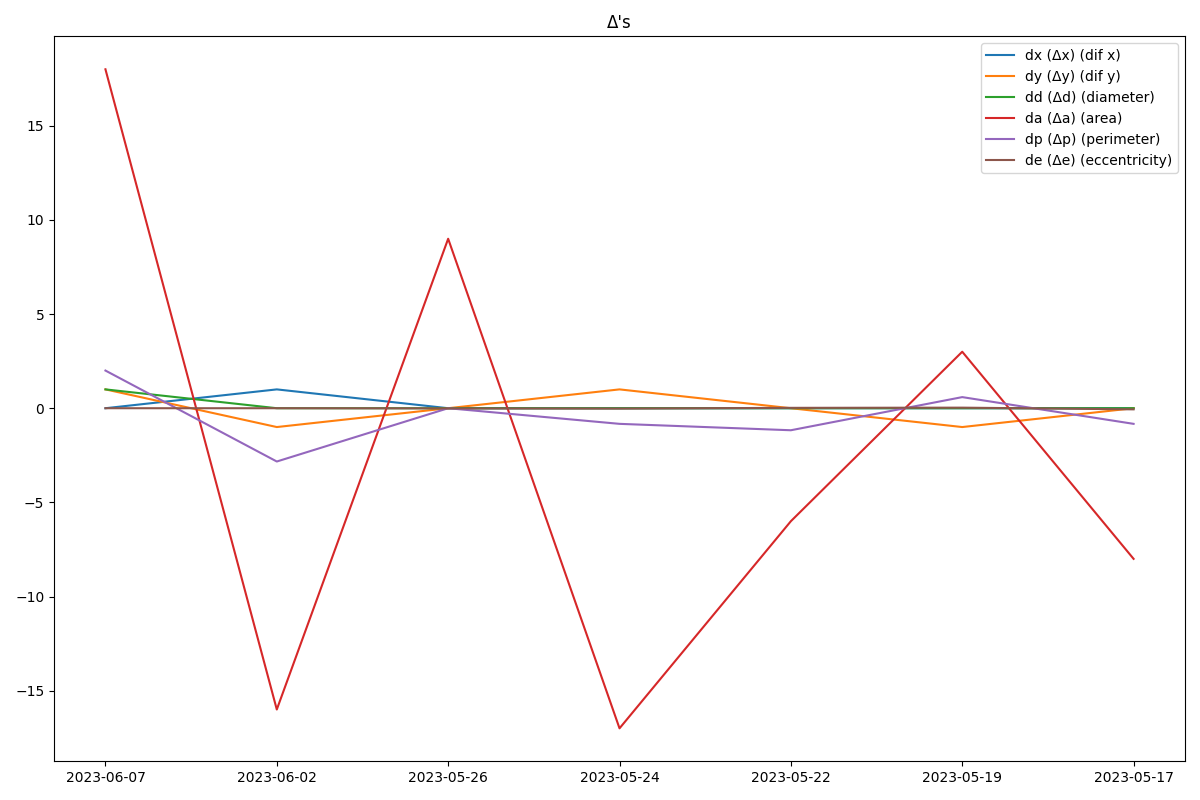 Δ's
dx (Δx) (dif x)
dy (Δy) (dif y)
dd (Δd) (diameter)
da (Δa) (area)
dp (Δp) (perimeter)
de (Δe) (eccentricity)
15
10
5
0
−5
−10
−15
2023-06-07 2023-06-02 2023-05-26 2023-05-24 2023-05-22 2023-05-19 2023-05-17